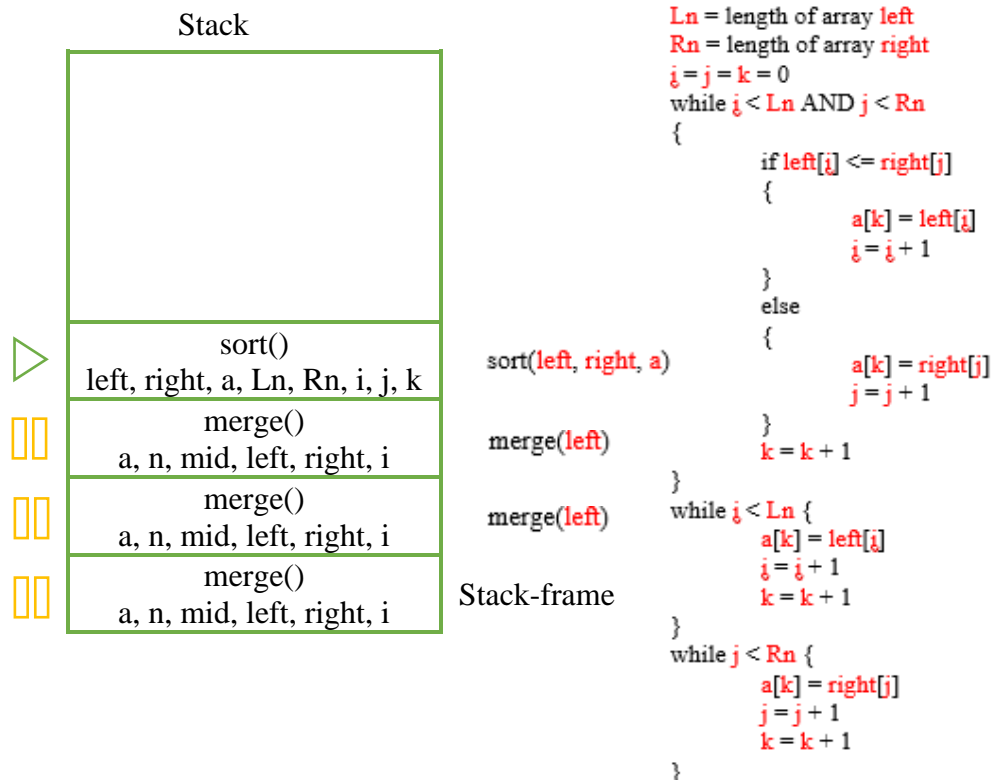 Stack
sort()
left, right, a, Ln, Rn, i, j, k
merge()
a, n, mid, left, right, i
merge()
a, n, mid, left, right, i
merge()
a, n, mid, left, right, i
sort(left, right, a)
merge(left)
merge(left)
Stack-frame
Ln = length of array left
Rn = length of array right
i = j = k = 0
while i < Ln AND j < Rn
{
if left[i] <= right[j]
{
a[k] = left[i]
i = i + 1
}
else
{
a[k] = right[j]
j = j + 1
}
k = k + 1
}
while i < Ln {
a[k] = left[i]
i = i + 1
k = k + 1
}
while j < Rn {
a[k] = right[j]
j = j + 1
k = k + 1
}